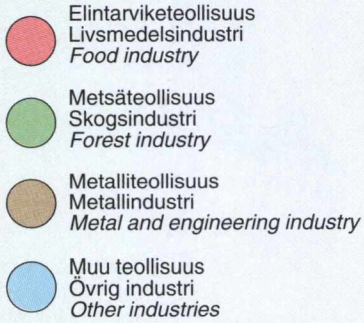 Elintarviketeollisuus
Livsmedelsindustri
Food industry
Metsäteollisuus
Skogsindustri
Forest industry
Metalliteollisuus
Metallindustri
Metal and engineering industry
Muu teollisuus
Övrig industri
Other industries